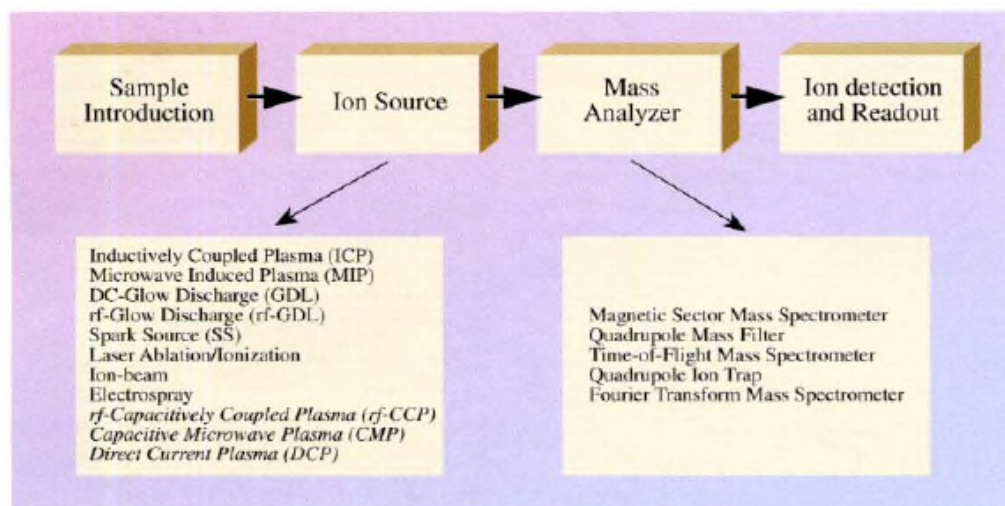 Sample
Introduction
Ion Source
Mass
Analyzer
Ion detection
and Readout
Inductively Coupled Plasma (ICP)
Microwave Induced Plasma (MIP)
DC-Glow Discharge (GDL)
rf-Glow Discharge (rf-GDL)
Spark Source (SS)
Laser Ablation/Ionization
Ion-beam
Electrospray
rf-Capacitively Coupled Plasma (rf-CCP)
Capacitive Microwave Plasma (CMP)
Direct Current Plasma (DCP)
Magnetic Sector Mass Spectrometer
Quadrupole Mass Filter
Time-of-Flight Mass Spectrometer
Quadrupole Ion Trap
Fourier Transform Mass Spectrometer